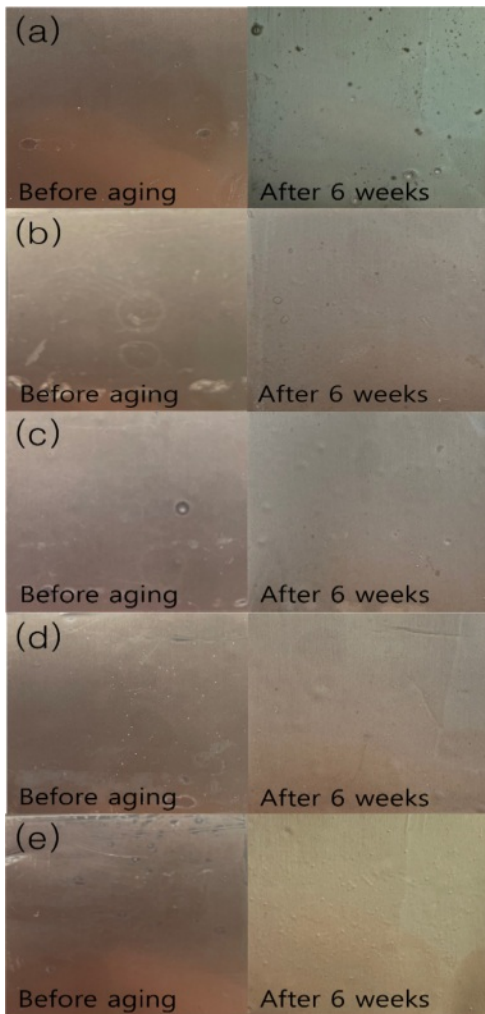 (a)
Before aging
After 6 weeks
(b)
Before aging
After 6 weeks
(c)
Before aging
After 6 weeks
(d)
Before aging
After 6 weeks
(e)
Before aging
After 6 weeks